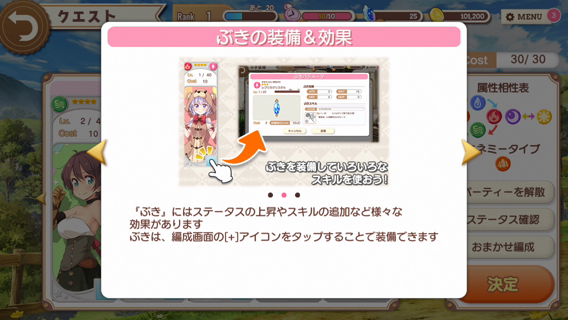 クエスト
Rank 1
あと 20
101,200
MENU
ぶきの装備＆効果
ぶきを装備していろいろな
スキルを使おう!
「ぶき」にはステータスの上昇やスキルの追加など様々な
効果があります
ぶきは、編成画面の[+]アイコンをタップすることで装備できます
Lv. 2 / 40
Cost 10
Cost 30/ 30
属性相性表
ネミータイプ
パーティーを解散
ステータス確認
おまかせ編成
決定